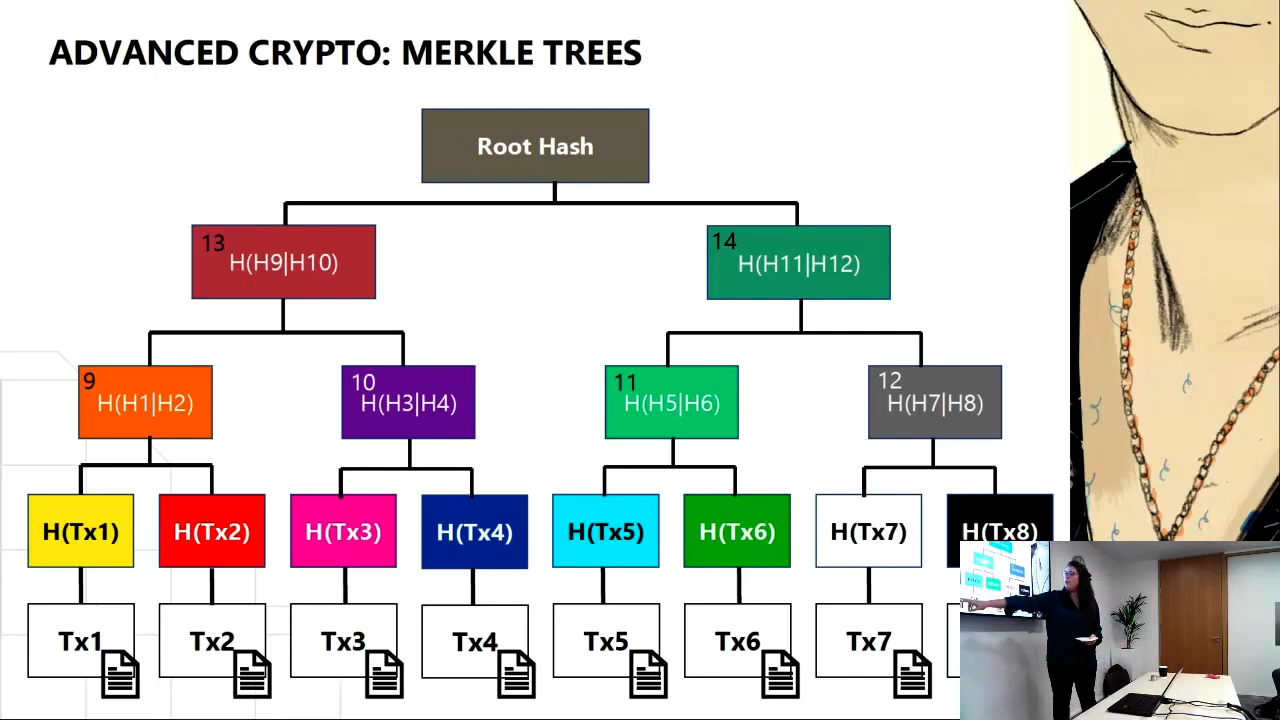 ADVANCED CRYPTO: MERKLE TREES
Root Hash
13
H(H9|H10)
14
H(H11|H12)
9
H(H1|H2)
10
H(H3|H4)
11
H(H5|H6)
12
H(H7|H8)
H(Tx1)
H(Tx2)
H(Tx3)
H(Tx4)
H(Tx5)
H(Tx6)
H(Tx7)
H(Tx8)
Tx1
Tx2
Tx3
Tx4
Tx5
Tx6
Tx7